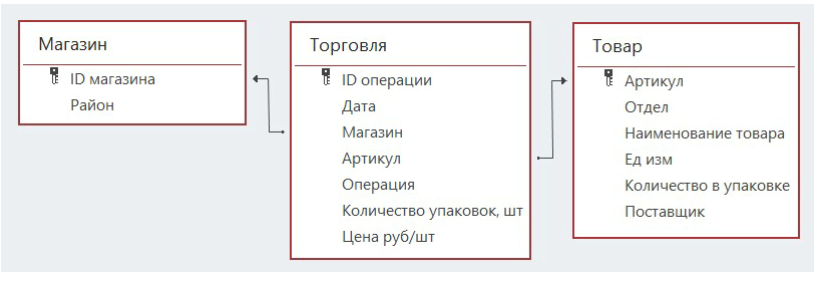 Магазин
ID магазина
Район
Торговля
ID операции
Дата
Магазин
Артикул
Операция
Количество упаковок, шт
Цена руб/шт
Товар
Артикул
Отдел
Наименование товара
Ед изм
Количество в упаковке
Поставщик